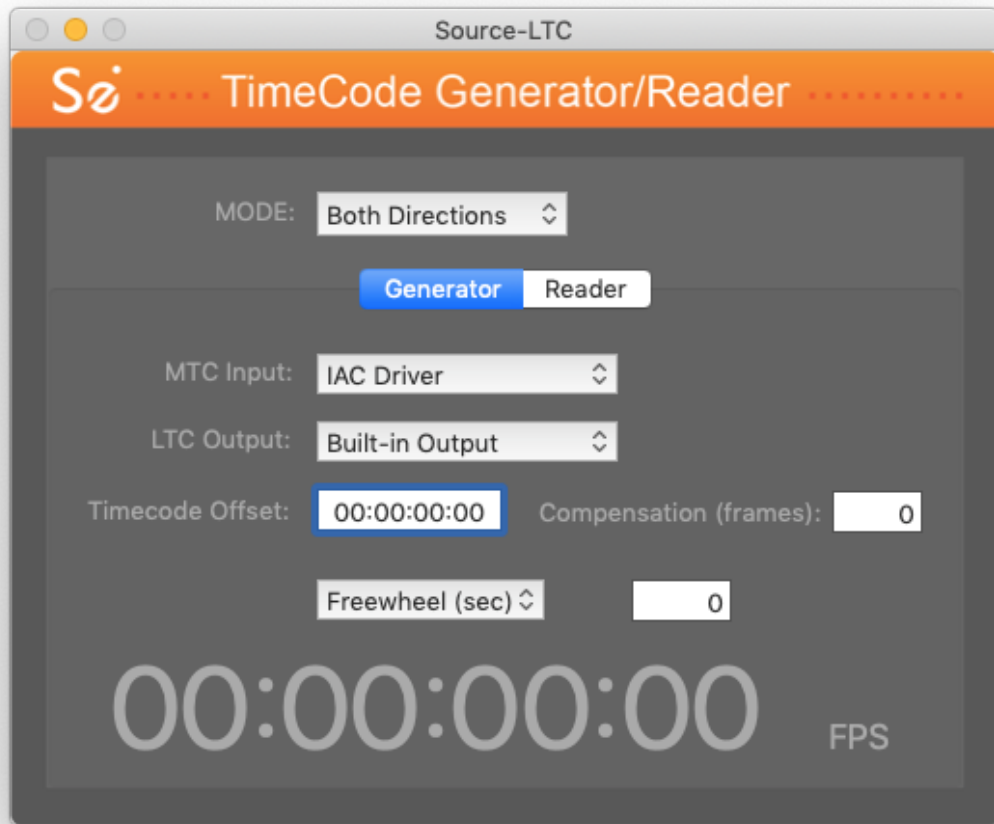 Source-LTC
Se TimeCode Generator/Reader
MODE: Both Directions
Generator Reader
MTC Input: IAC Driver
LTC Output: Built-in Output
Timecode Offset: 00:00:00:00 Compensation (frames): 0
Freewheel (sec) 0
00:00:00:00 FPS